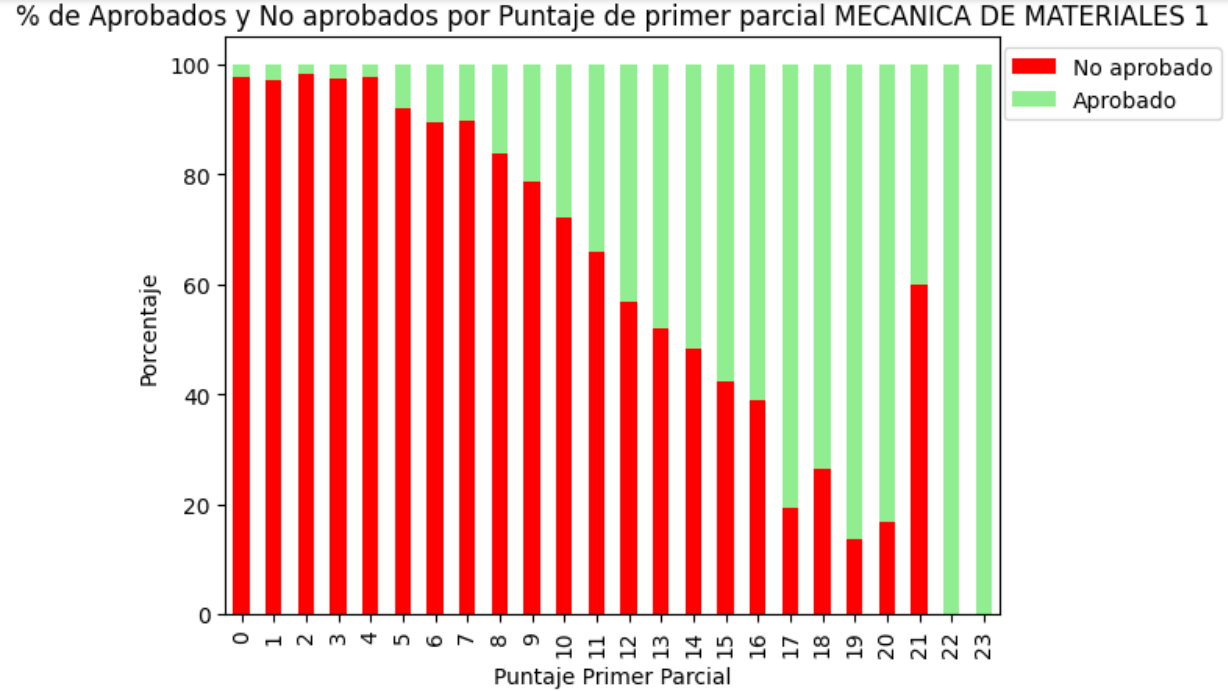 % de Aprobados y No aprobados por Puntaje de primer parcial MECANICA DE MATERIALES 1
No aprobado
Aprobado
100
80
60
40
20
0
Porcentaje
0 1 2 3 4 5 6 7 8 9 10 11 12 13 14 15 16 17 18 19 20 21 22 23
Puntaje Primer Parcial